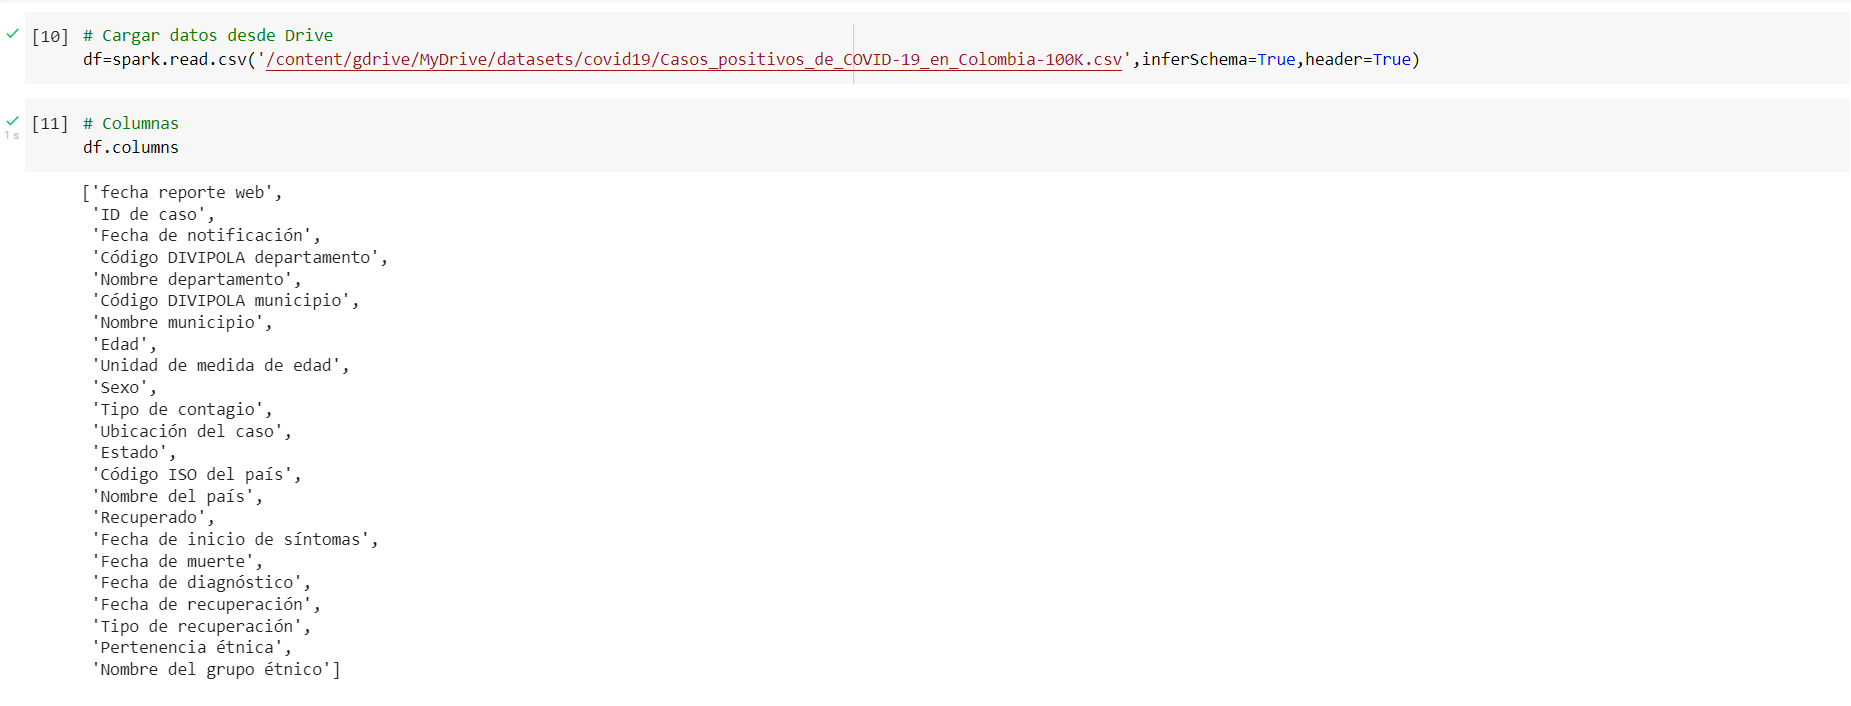 [10] # Cargar datos desde Drive
df=spark.read.csv('/content/gdrive/MyDrive/datasets/covid19/Casos_positivos_de_COVID-19_en_Colombia-100K.csv',inferSchema=True,header=True)
[11] # Columnas
1 s
df.columns
['fecha reporte web',
'ID de caso',
'Fecha de notificación',
'Código DIVIPOLA departamento',
'Nombre departamento',
'Código DIVIPOLA municipio',
'Nombre municipio',
'Edad',
'Unidad de medida de edad',
'Sexo',
'Tipo de contagio',
'Ubicación del caso',
'Estado',
'Código ISO del país',
'Nombre del país',
'Recuperado',
'Fecha de inicio de síntomas',
'Fecha de muerte',
'Fecha de diagnóstico',
'Fecha de recuperación',
'Tipo de recuperación',
'Pertenencia étnica',
'Nombre del grupo étnico']